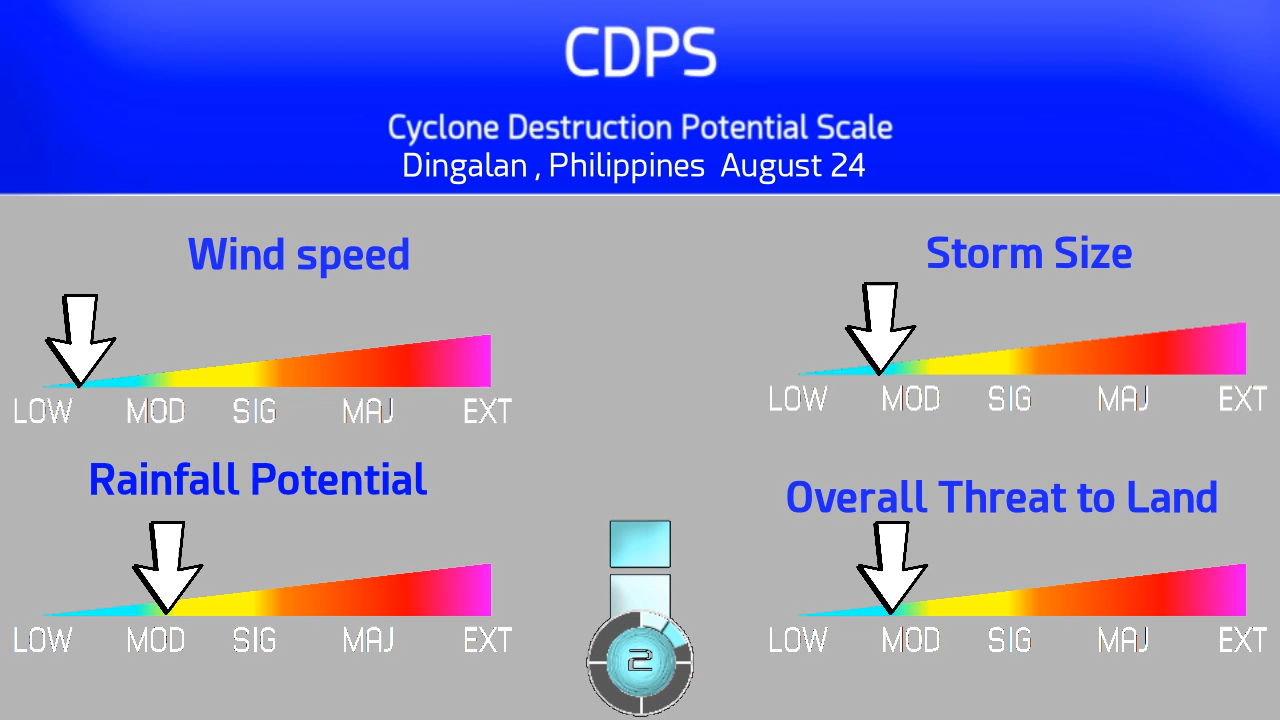 CDPS
Cyclone Destruction Potential Scale
Dingalan , Philippines  August 24
Wind speed
LOW MOD SIG MAJ EXT
Storm Size
LOW MOD SIG MAJ EXT
Rainfall Potential
LOW MOD SIG MAJ EXT
Overall Threat to Land
LOW MOD SIG MAJ EXT
2